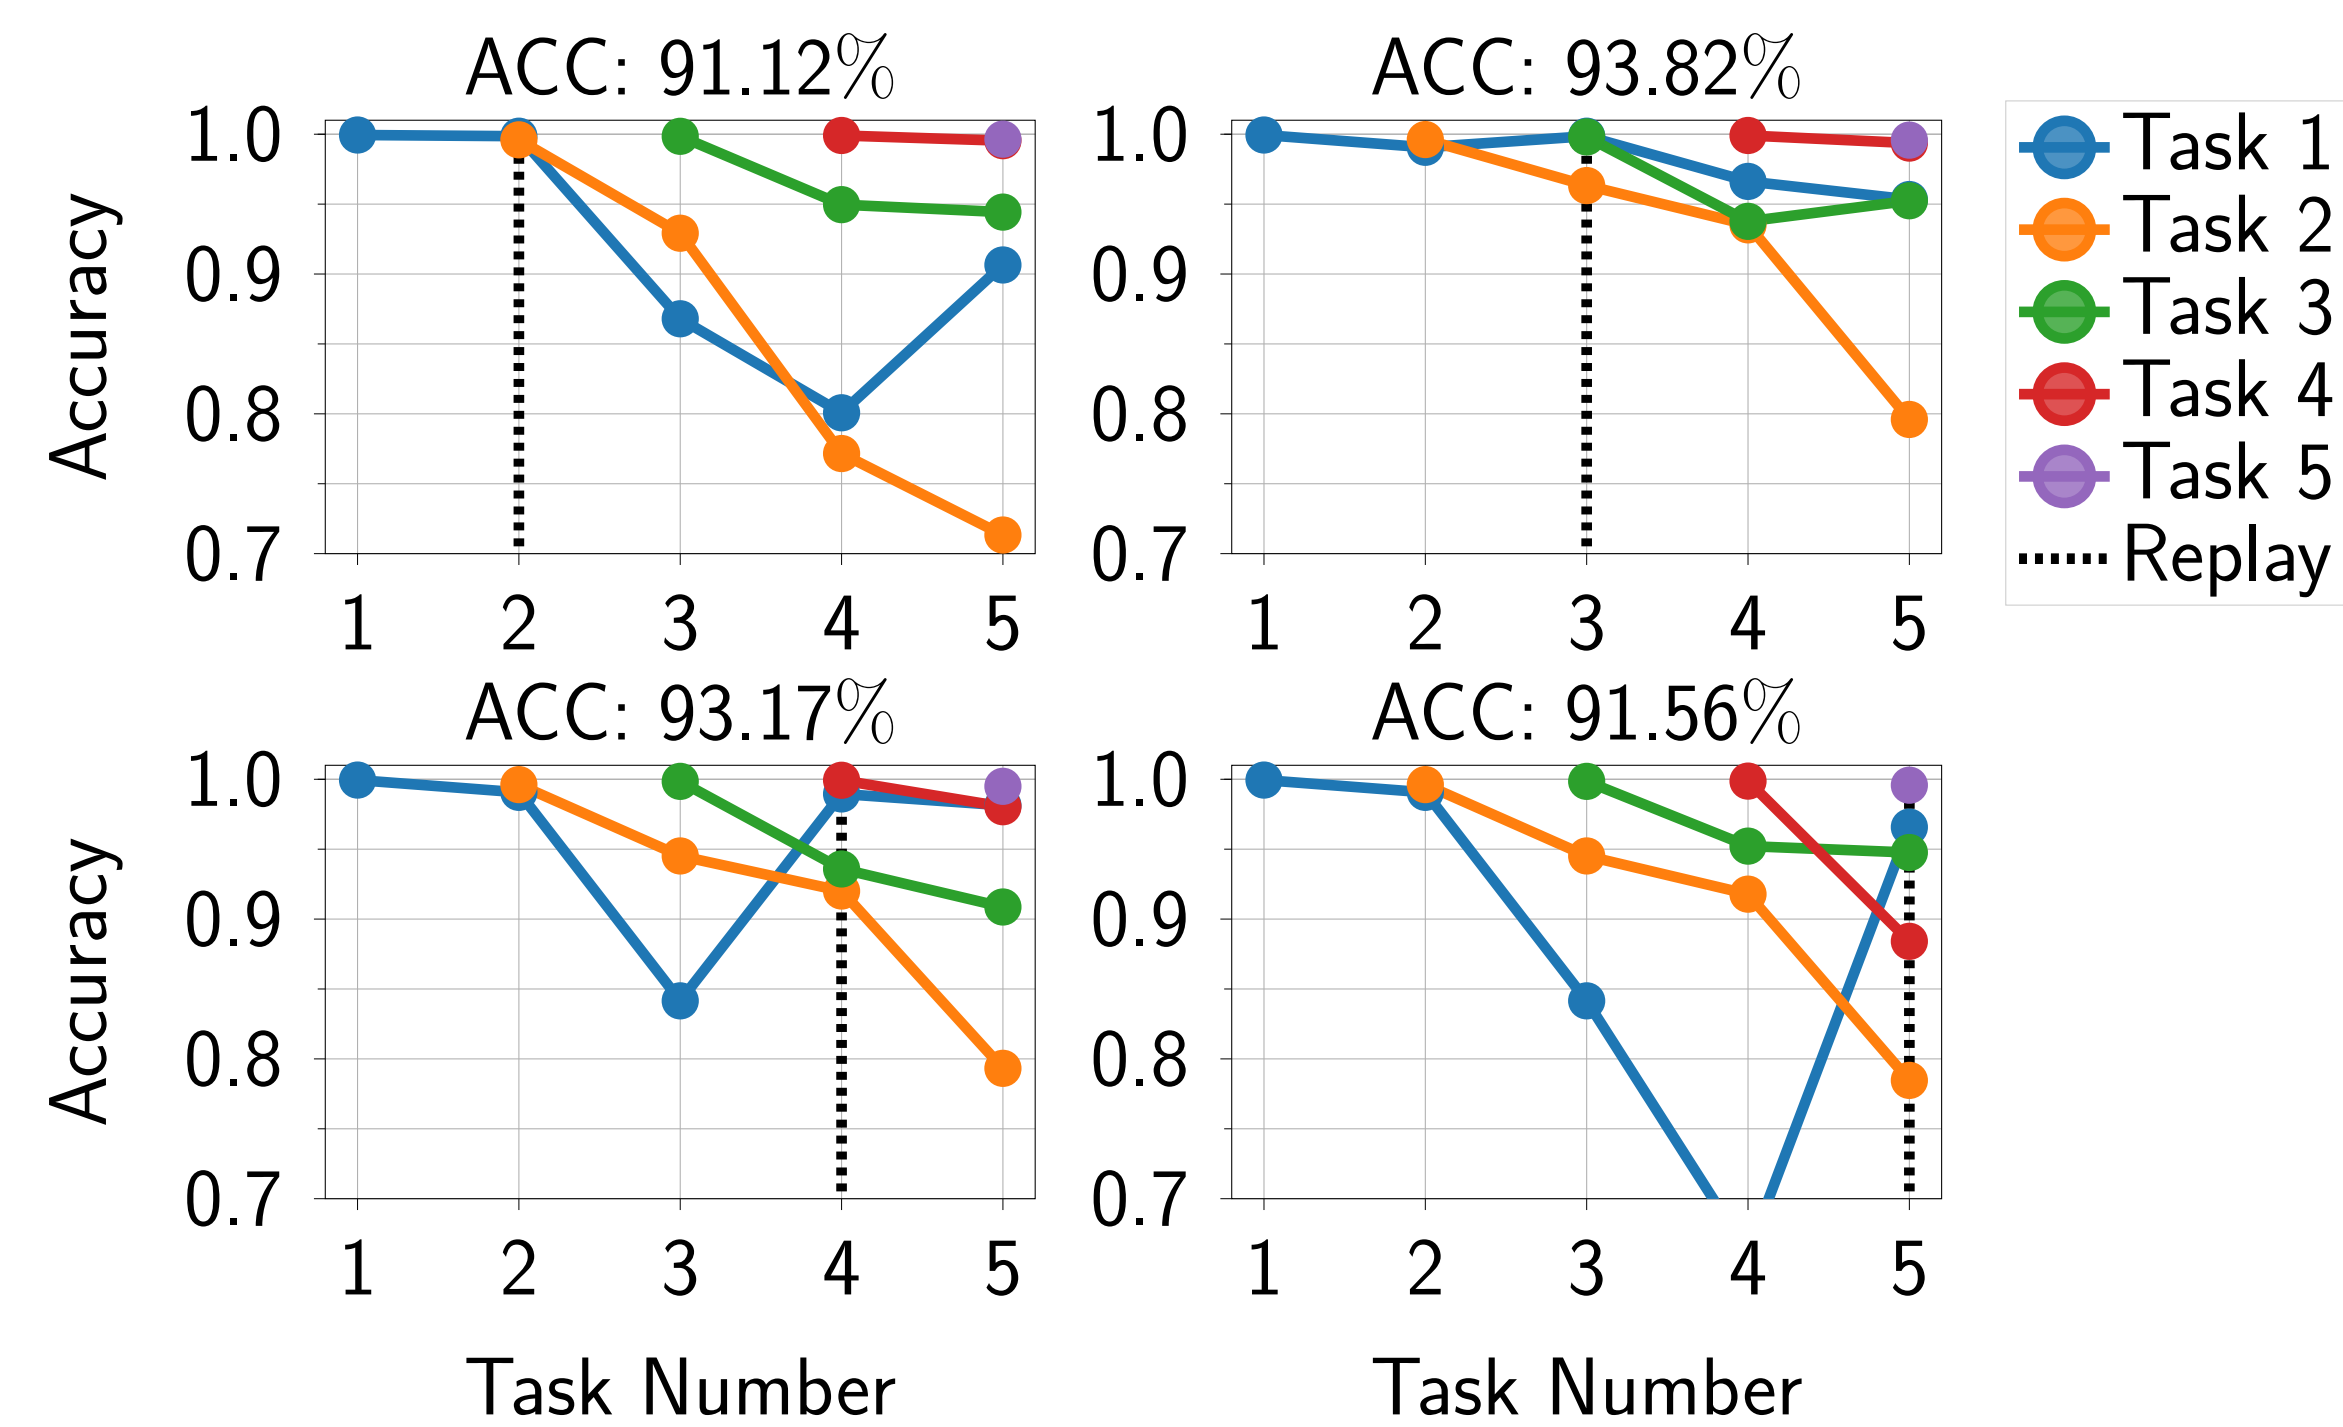 ACC: 91.12%
1.0
0.9
0.8
0.7
Accuracy
1 2 3 4 5
ACC: 93.82%
1.0
0.9
0.8
0.7
1 2 3 4 5
Task 1
Task 2
Task 3
Task 4
Task 5
Replay
ACC: 93.17%
1.0
0.9
0.8
0.7
Accuracy
1 2 3 4 5
Task Number
ACC: 91.56%
1.0
0.9
0.8
0.7
1 2 3 4 5
Task Number